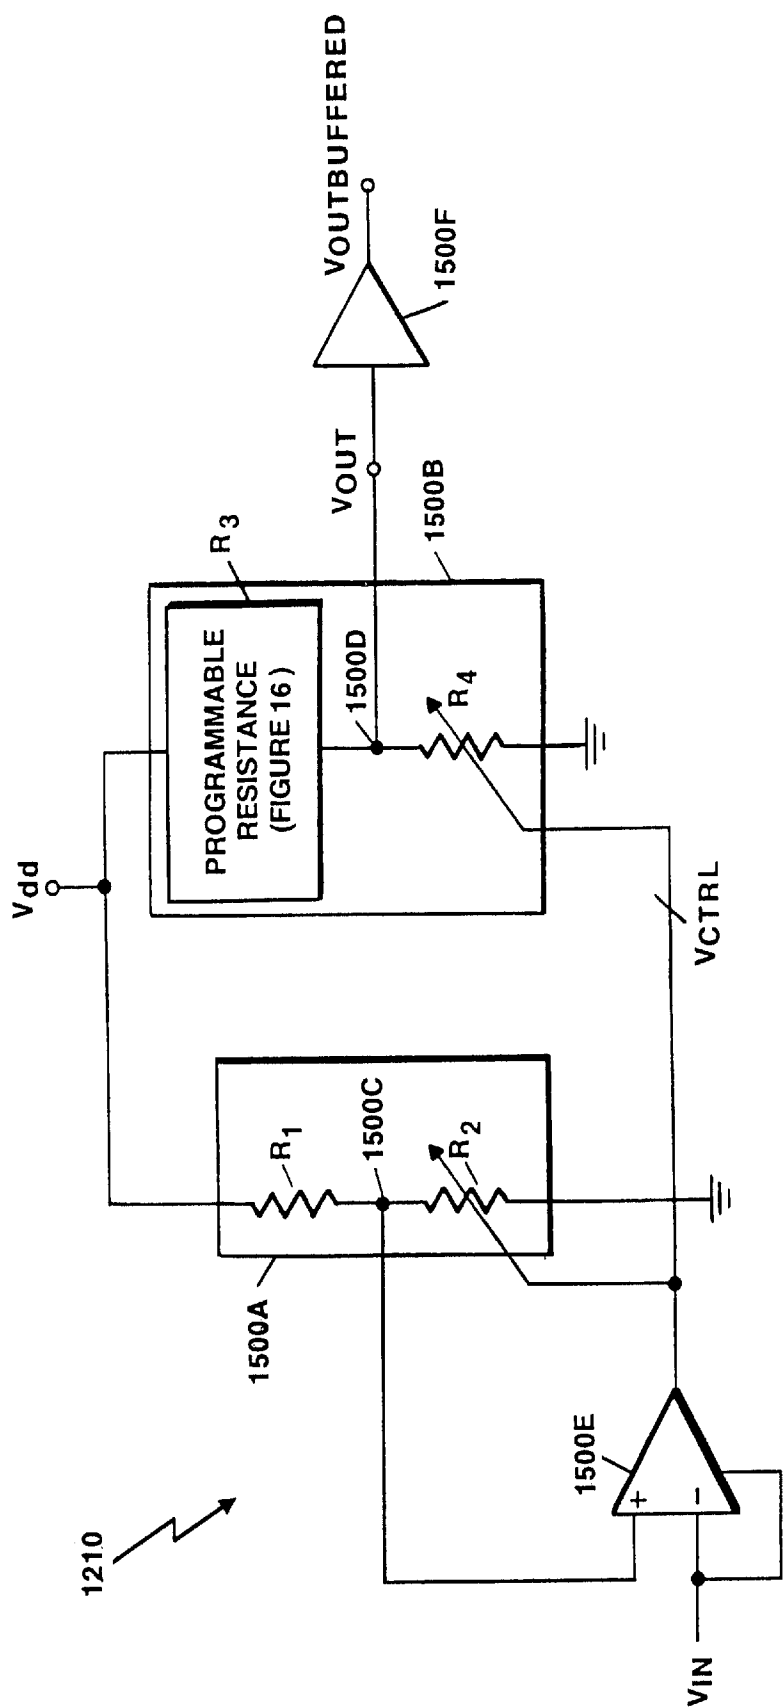 1210
1500A
R1
1500C
R2
Vdd
PROGRAMMABLE
RESISTANCE
(FIGURE 16)
R3
1500D
R4
1500B
VOUT
VOUTBUFFERED
1500F
VIN
+
-
1500E
VCTRL